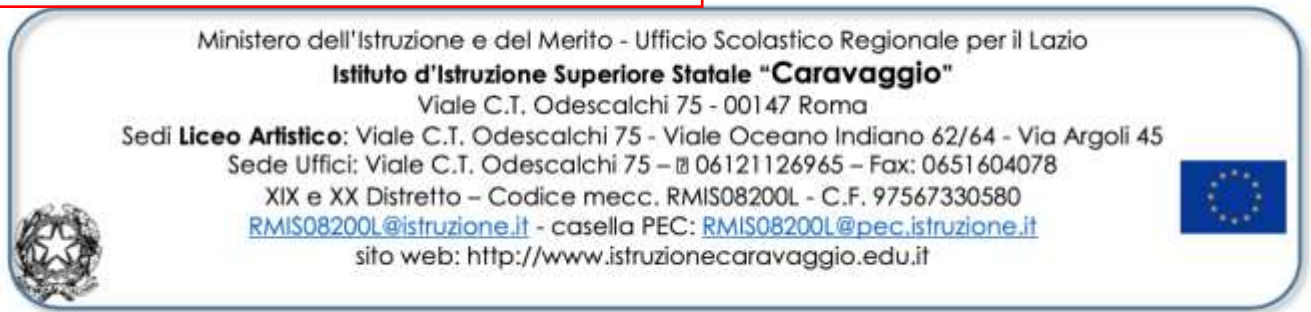 Ministero dell'Istruzione e del Merito - Ufficio Scolastico Regionale per il Lazio
Istituto d'Istruzione Superiore Statale "Caravaggio"
Viale C.T. Odescalchi 75 - 00147 Roma
Sedi Liceo Artistico: Viale C.T. Odescalchi 75 - Viale Oceano Indiano 62/64 - Via Argoli 45
Sede Uffici: Viale C.T. Odescalchi 75 – 06121126965 – Fax: 0651604078
XIX e XX Distretto – Codice mecc. RMIS08200L - C.F. 97567330580
RMIS08200L@istruzione.it - casella PEC: RMIS08200L@pec.istruzione.it
sito web: http://www.istruzionecaravaggio.edu.it